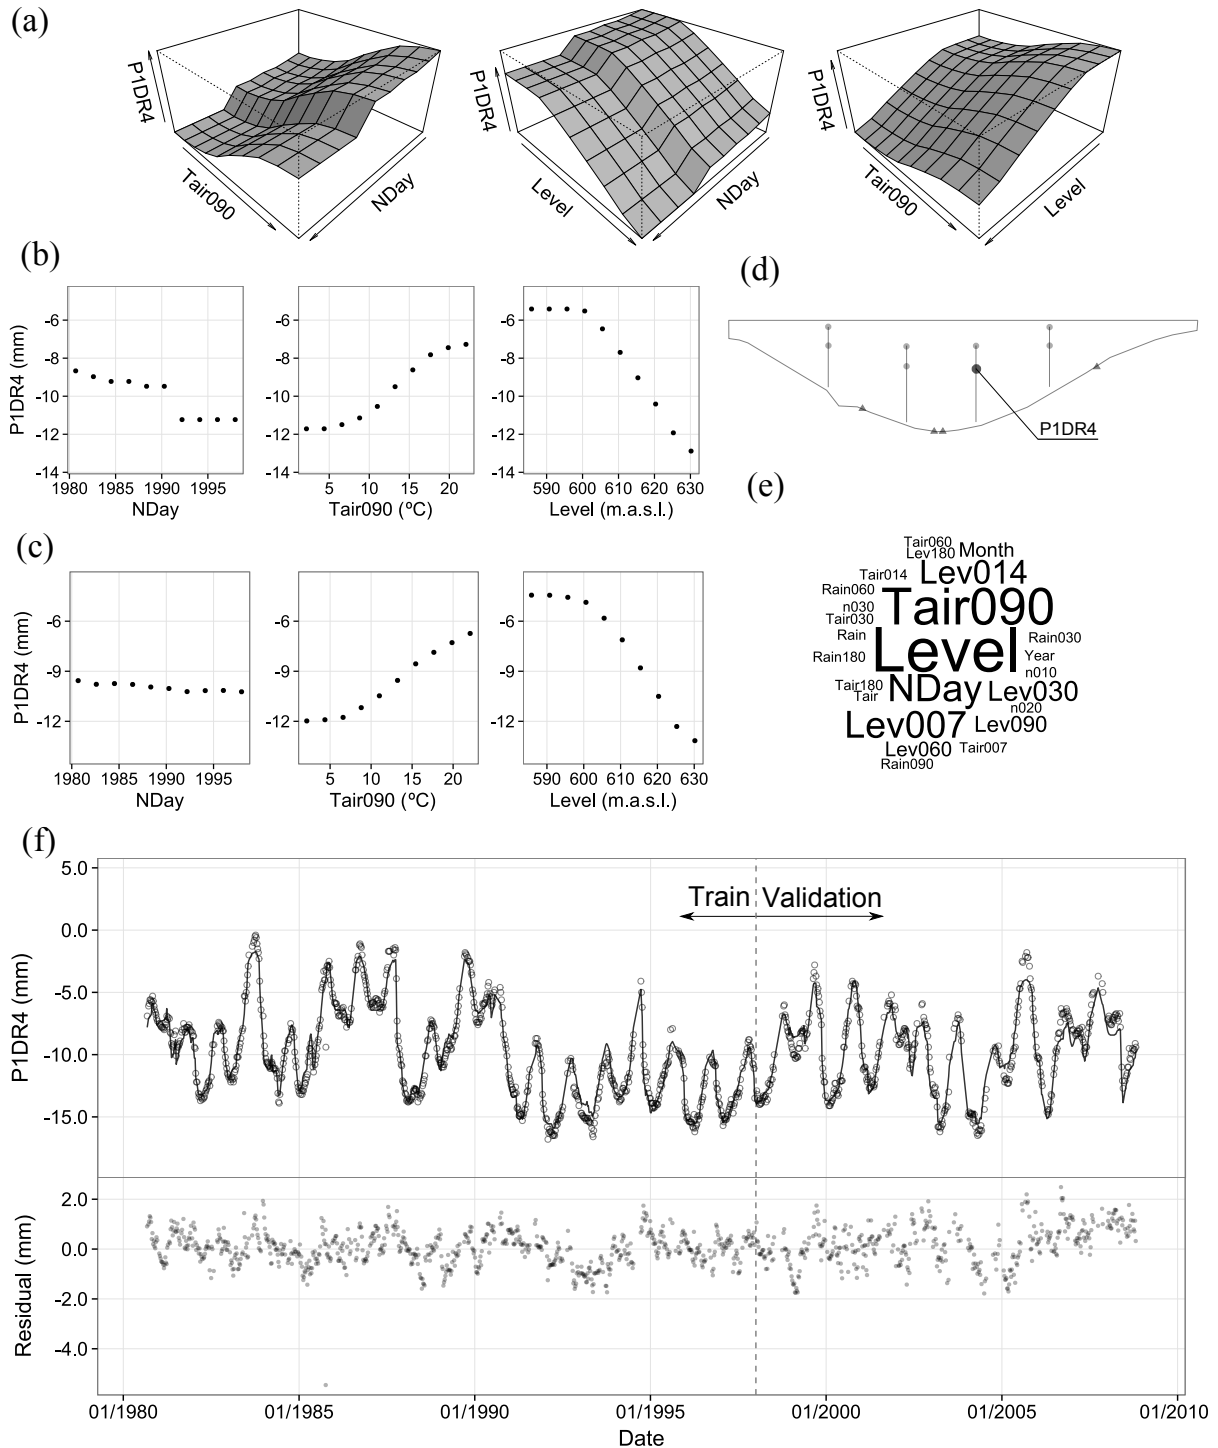 (a)
P1DR4
Tair090
NDay
P1DR4
Level
NDay
P1DR4
Tair090
Level
(b)
P1DR4 (mm)
-6
-8
-10
-12
-14
1980 1985 1990 1995
NDay
5 10 15 20
Tair090 (ºC)
590 600 610 620 630
Level (m.a.s.l.)
(c)
P1DR4 (mm)
-6
-9
-12
1980 1985 1990 1995
NDay
5 10 15 20
Tair090 (ºC)
590 600 610 620 630
Level (m.a.s.l.)
(d)
P1DR4
(e)
Tair060
Lev180 Month
Tair014 Lev014
Rain060
n030 Tair090
Tair030
Rain Level Rain030
Rain180 Year
n010
Tair180 NDay Lev030
Tair
n020
Lev007 Lev090
Lev060 Tair007
Rain090
(f)
Train Validation
P1DR4 (mm)
5.0
0.0
-5.0
-10.0
-15.0
Residual (mm)
2.0
0.0
-2.0
-4.0
01/1980 01/1985 01/1990 01/1995 01/2000 01/2005 01/2010
Date